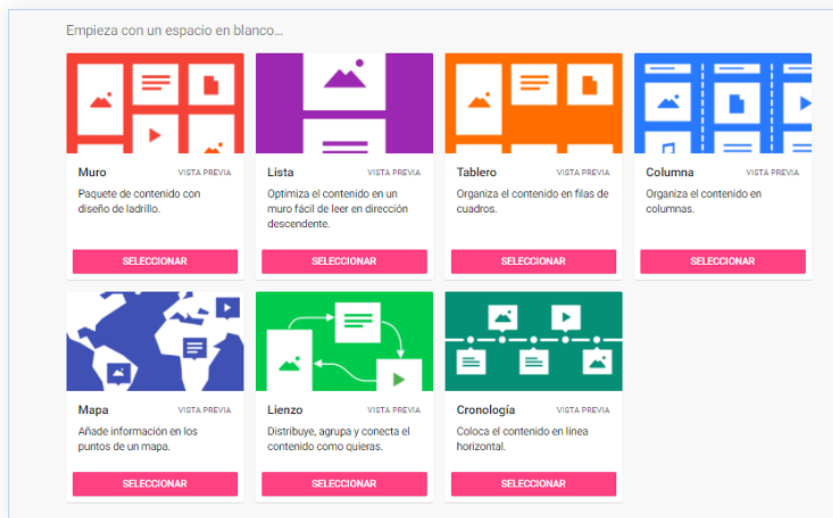 Empieza con un espacio en blanco...
Muro VISTA PREVIA
Paquete de contenido con
diseño de ladrillo.
SELECCIONAR
Lista VISTA PREVIA
Optimiza el contenido en un
muro fácil de leer en dirección
descendente.
SELECCIONAR
Tablero VISTA PREVIA
Organiza el contenido en filas de
cuadros.
SELECCIONAR
Columna VISTA PREVIA
Organiza el contenido en
columnas.
SELECCIONAR
Mapa VISTA PREVIA
Añade información en los
puntos de un mapa.
SELECCIONAR
Lienzo VISTA PREVIA
Distribuye, agrupa y conecta el
contenido como quieras.
SELECCIONAR
Cronología VISTA PREVIA
Coloca el contenido en línea
horizontal.
SELECCIONAR